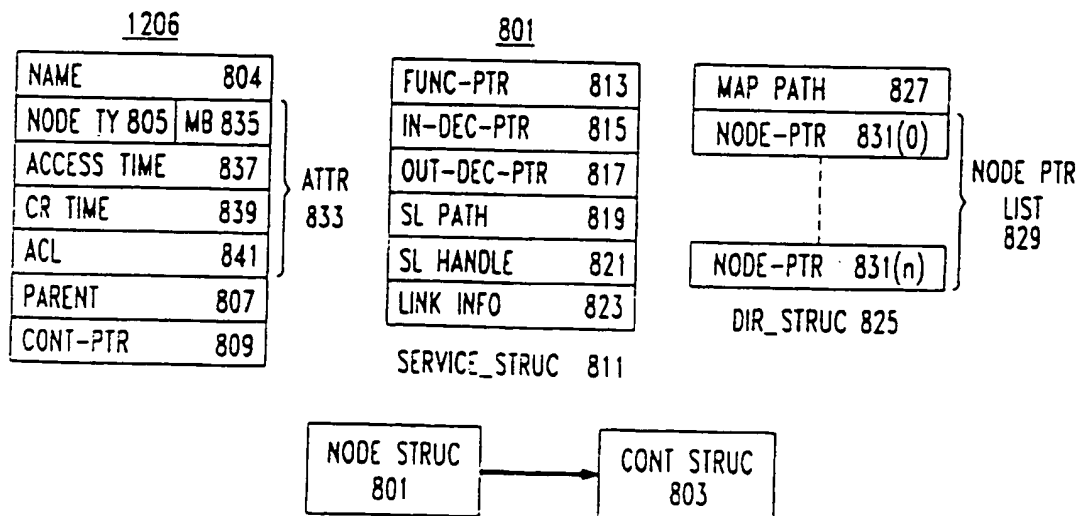 1206
NAME 804
NODE TY 805 MB 835
ACCESS TIME 837
CR TIME 839
ACL 841
PARENT 807
CONT-PTR 809
ATTR
833
801
FUNC-PTR 813
IN-DEC-PTR 815
OUT-DEC-PTR 817
SL PATH 819
SL HANDLE 821
LINK INFO 823
SERVICE_STRUC 811
MAP PATH 827
NODE-PTR 831(0)
NODE-PTR 831(n)
DIR_STRUC 825
NODE PTR
LIST
829
NODE STRUC
801
CONT STRUC
803